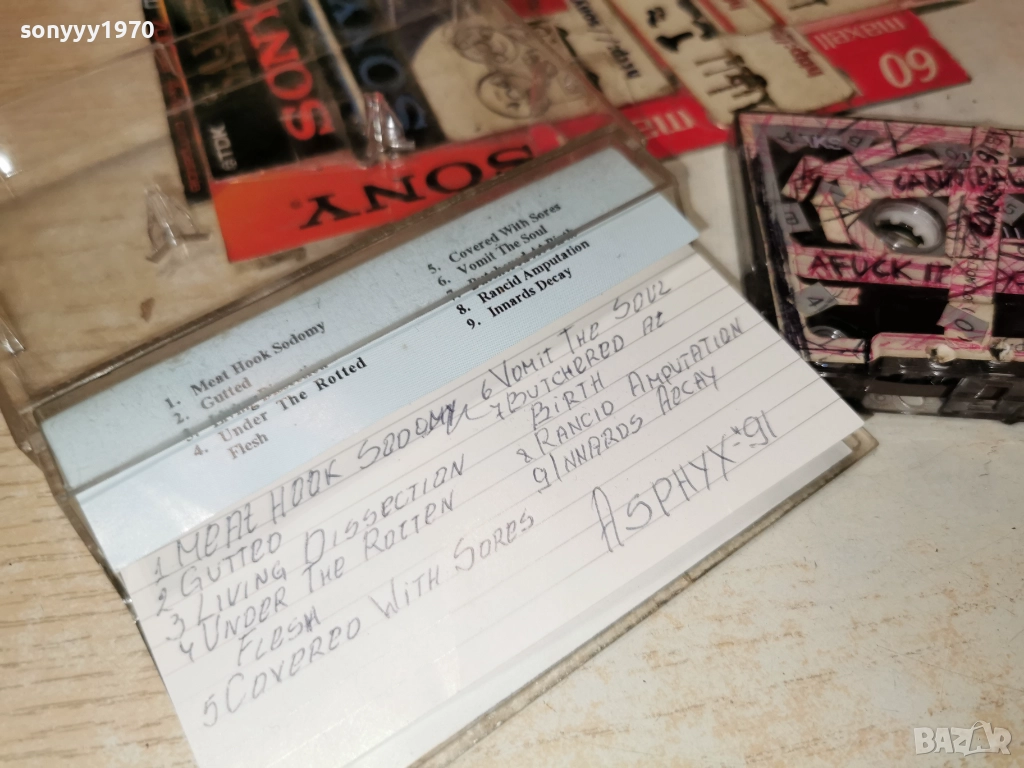 sonyyy1970
SONY
SONY
TDK
SONY
maxell
60
1. Meat Hook Sodomy
2. Gutted
4. Under The Rotted
Flesh
5. Covered With Sores
6. Vomit The Soul
8. Rancid Amputation
9. Innards Decay
1 MEAT HOOK SODOMY
2 GUTTED
3 LIVING DISSECTION
4 UNDER THE ROTTEN
FLESH
5 COVERED WITH SORES
6 VOMIT THE SOUL
7 BUTCHERED AT
BIRTH
8 RANCID AMPUTATION
9 INNARDS DECAY
ASPHYX-*91
AFUCK IT
BAZAR